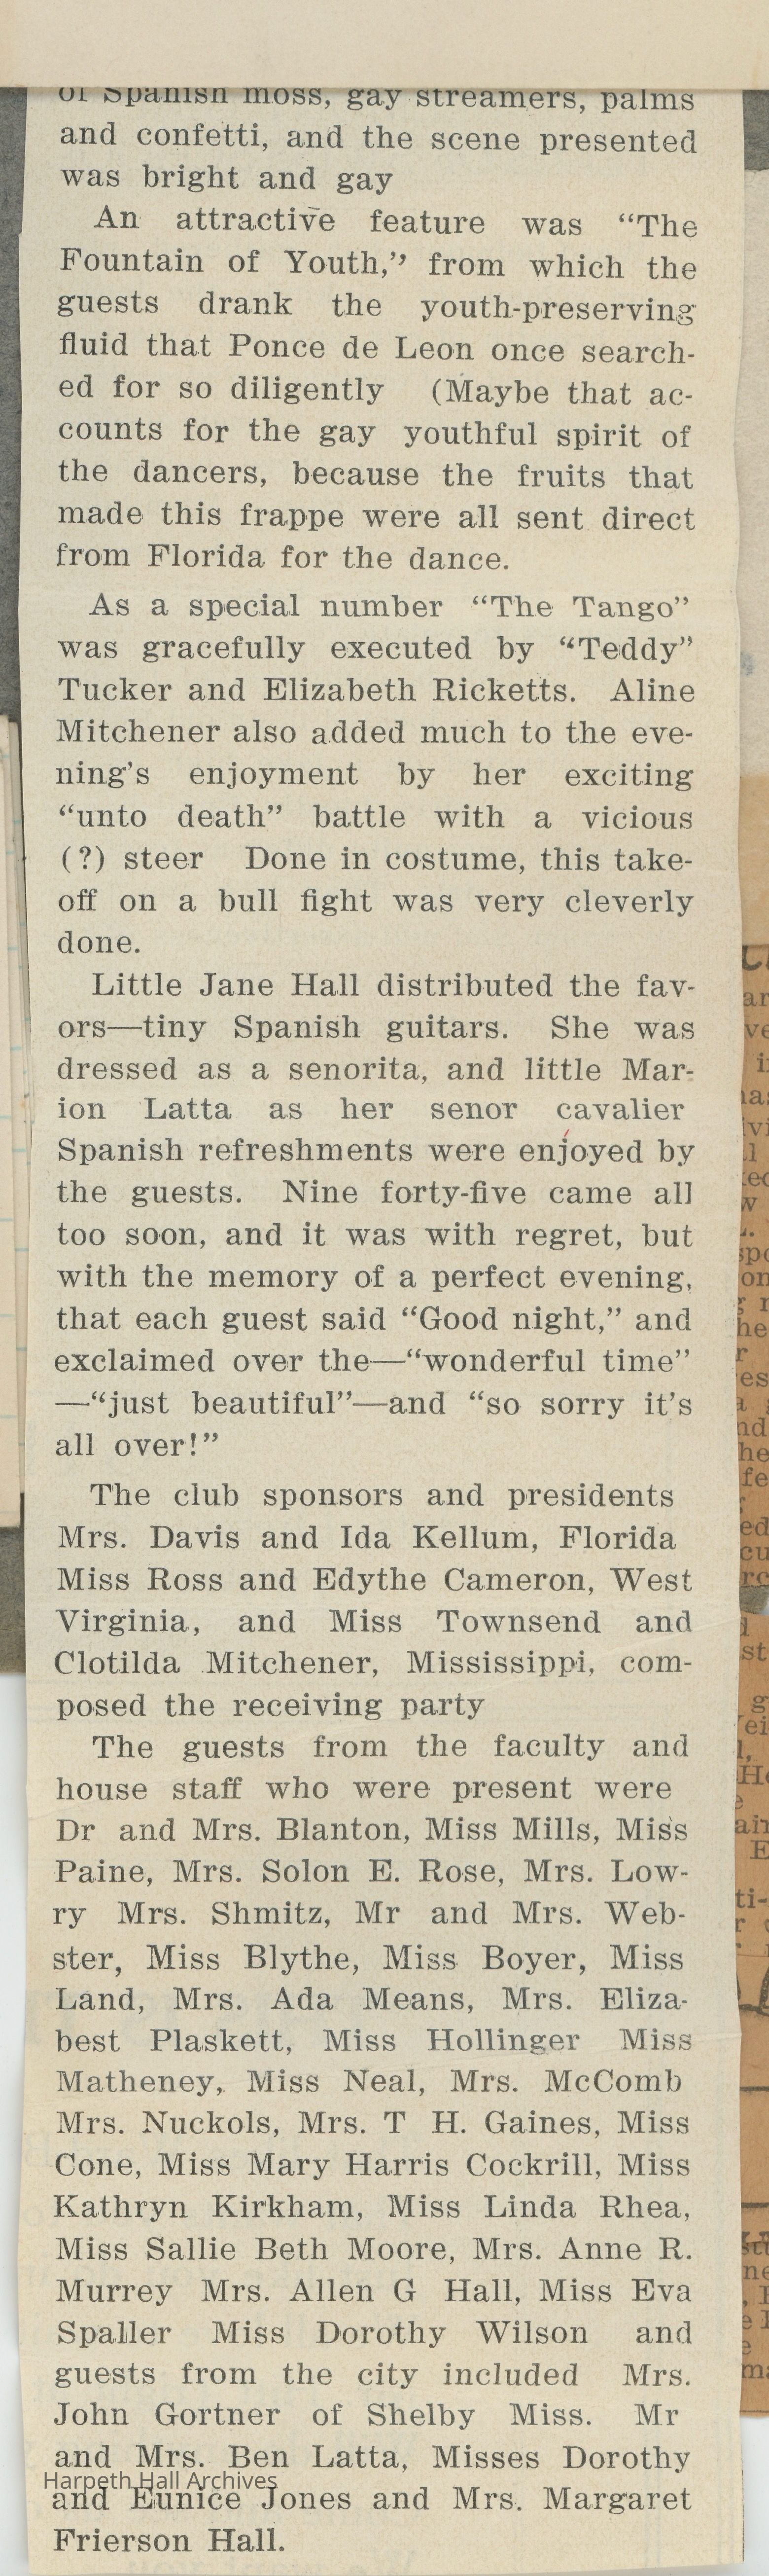 of Spanish moss, gay streamers, palms
and confetti, and the scene presented
was bright and gay
An attractive feature was "The
Fountain of Youth," from which the
guests drank the youth-preserving
fluid that Ponce de Leon once search-
ed for so diligently (Maybe that ac-
counts for the gay youthful spirit of
the dancers, because the fruits that
made this frappe were all sent direct
from Florida for the dance.
As a special number "The Tango"
was gracefully executed by "Teddy"
Tucker and Elizabeth Ricketts. Aline
Mitchener also added much to the eve-
ning's enjoyment by her exciting
"unto death" battle with a vicious
(?) steer Done in costume, this take-
off on a bull fight was very cleverly
done.
Little Jane Hall distributed the fav-
ors—tiny Spanish guitars. She was
dressed as a senorita, and little Mar-
ion Latta as her senor cavalier
Spanish refreshments were enjoyed by
the guests. Nine forty-five came all
too soon, and it was with regret, but
with the memory of a perfect evening,
that each guest said "Good night," and
exclaimed over the—"wonderful time"
—"just beautiful"—and "so sorry it's
all over!"
The club sponsors and presidents
Mrs. Davis and Ida Kellum, Florida
Miss Ross and Edythe Cameron, West
Virginia, and Miss Townsend and
Clotilda Mitchener, Mississippi, com-
posed the receiving party
The guests from the faculty and
house staff who were present were
Dr and Mrs. Blanton, Miss Mills, Miss
Paine, Mrs. Solon E. Rose, Mrs. Low-
ry Mrs. Shmitz, Mr and Mrs. Web-
ster, Miss Blythe, Miss Boyer, Miss
Land, Mrs. Ada Means, Mrs. Eliza-
best Plaskett, Miss Hollinger Miss
Matheney, Miss Neal, Mrs. McComb
Mrs. Nuckols, Mrs. T H. Gaines, Miss
Cone, Miss Mary Harris Cockrill, Miss
Kathryn Kirkham, Miss Linda Rhea,
Miss Sallie Beth Moore, Mrs. Anne R.
Murrey Mrs. Allen G Hall, Miss Eva
Spaller Miss Dorothy Wilson and
guests from the city included Mrs.
John Gortner of Shelby Miss. Mr
and Mrs. Ben Latta, Misses Dorothy
Harpeth Hall Archives
and Eunice Jones and Mrs. Margaret
Frierson Hall.